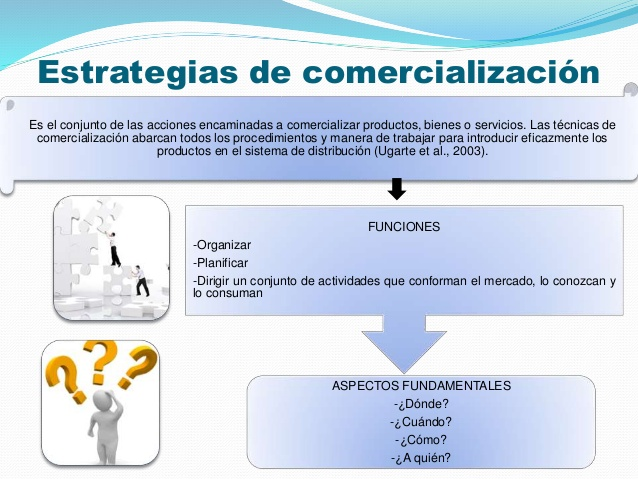 Estrategias de comercialización
Es el conjunto de las acciones encaminadas a comercializar productos, bienes o servicios. Las técnicas de
comercialización abarcan todos los procedimientos y manera de trabajar para introducir eficazmente los
productos en el sistema de distribución (Ugarte et al., 2003).
FUNCIONES
-Organizar
-Planificar
-Dirigir un conjunto de actividades que conforman el mercado, lo conozcan y
lo consuman
ASPECTOS FUNDAMENTALES
-¿Dónde?
-¿Cuándo?
-¿Cómo?
-¿A quién?